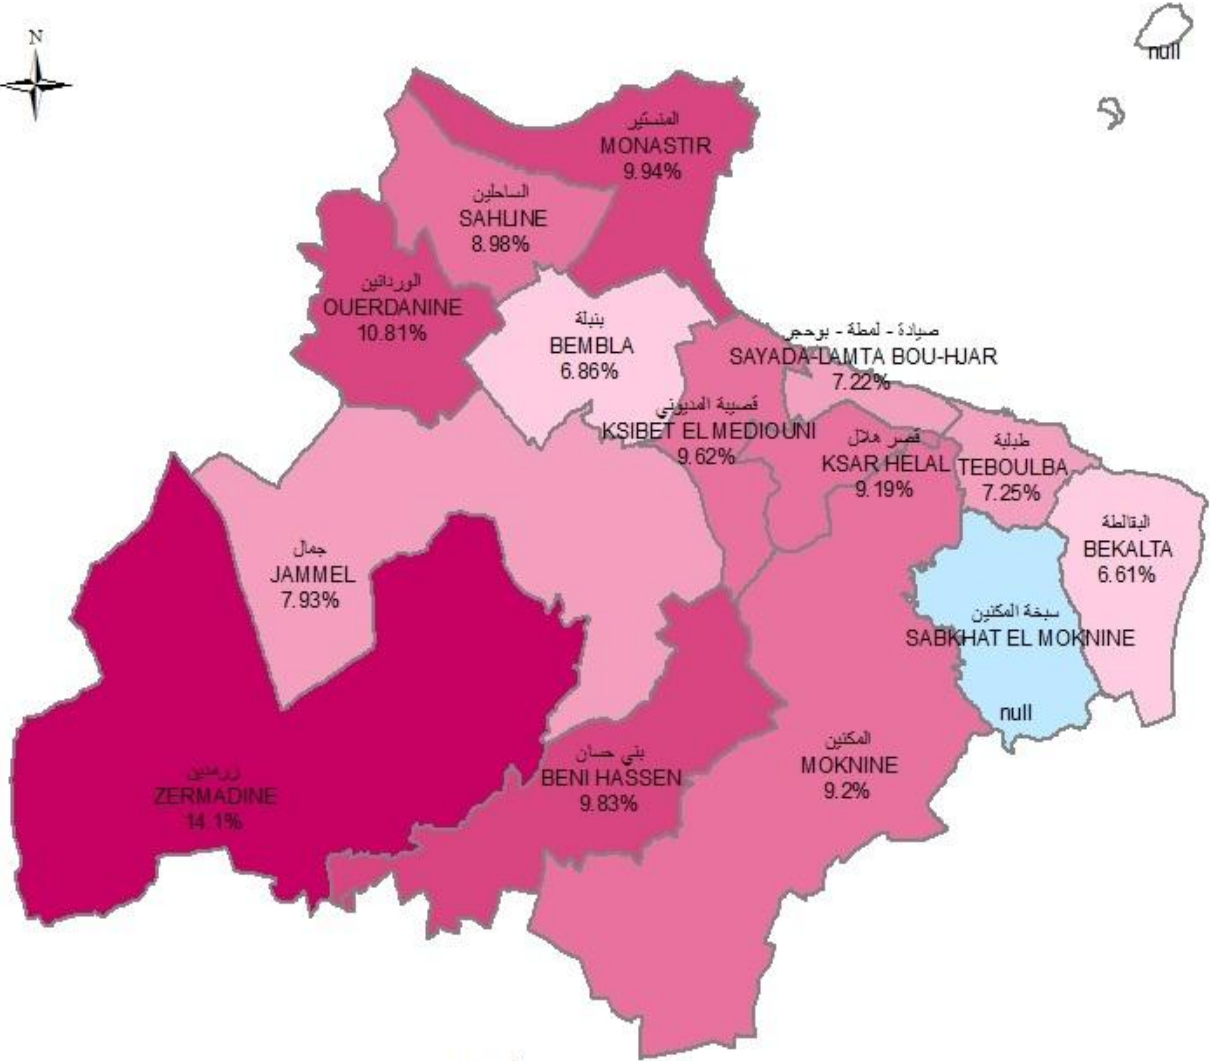 N
null
المنستير
MONASTIR
9.94%
الساحلين
SAHLINE
8.98%
الوردانين
OUERDANINE
10.81%
بنبلة
BEMBLA
6.86%
صيادة - لمطة - بوحجر
SAYADA-LAMTA BOU-HJAR
7.22%
قصيبة المديوني
KSIBET EL MEDIOUNI
9.62%
قصر هلال
KSAR HELAL
9.19%
طبلبة
TEBOULBA
7.25%
البقالطة
BEKALTA
6.61%
جمال
JAMMEL
7.93%
سبخة المكنين
SABKHAT EL MOKNINE
null
المكنين
MOKNINE
9.2%
بني حسان
BENI HASSEN
9.83%
زرمدين
ZERMADINE
14.1%